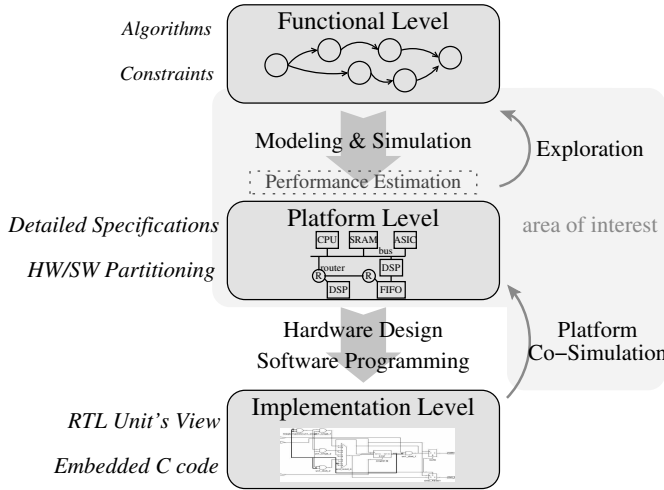 Functional Level
Algorithms
Constraints
Modeling & Simulation
Exploration
Performance Estimation
Platform Level
Detailed Specifications
HW/SW Partitioning
CPU SRAM ASIC
bus
router
DSP
R R
DSP FIFO
area of interest
Hardware Design
Software Programming
Platform
Co−Simulation
Implementation Level
RTL Unit's View
Embedded C code